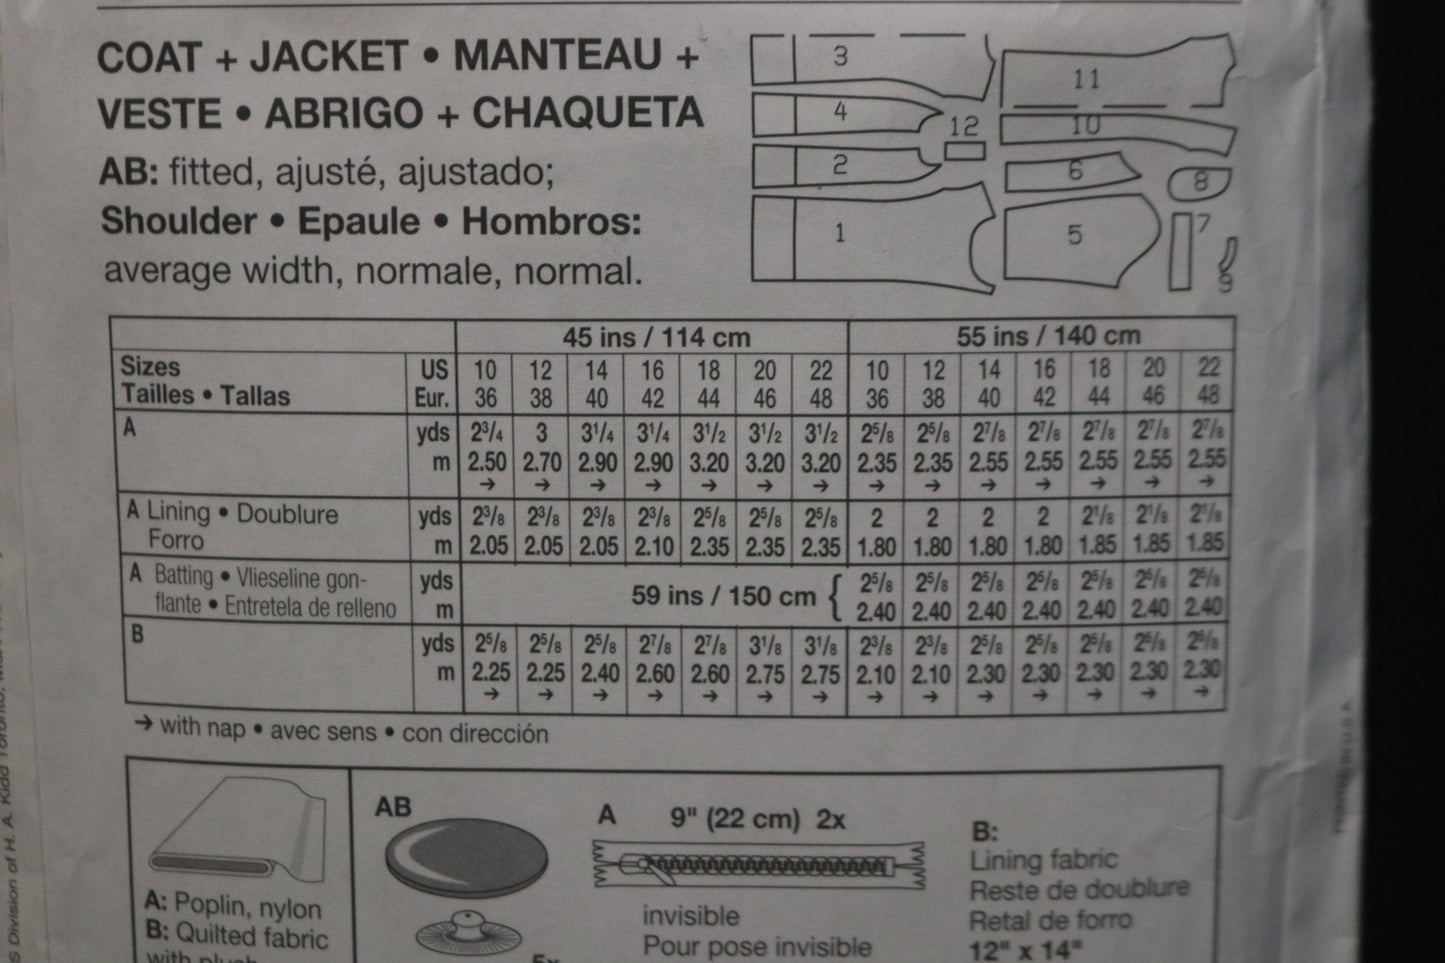 COAT + JACKET • MANTEAU +
VESTE • ABRIGO + CHAQUETA
AB: fitted, ajusté, ajustado;
Shoulder • Epaule • Hombros:
average width, normale, normal.
3
11
4
12
10
2
6
8
1
5
7
9
45 ins / 114 cm 55 ins / 140 cm
Sizes US 10 12 14 16 18 20 22 10 12 14 16 18 20 22
Tailles • Tallas Eur. 36 38 40 42 44 46 48 36 38 40 42 44 46 48
A yds 2³/₄ 3 3¹/₄ 3¹/₄ 3¹/₂ 3¹/₂ 3¹/₂ 2⁵/₈ 2⁵/₈ 2⁷/₈ 2⁷/₈ 2⁷/₈ 2⁷/₈ 2⁷/₈
m 2.50 2.70 2.90 2.90 3.20 3.20 3.20 2.35 2.35 2.55 2.55 2.55 2.55 2.55
→ → → → → → → → → → → → → →
A Lining • Doublure yds 2³/₈ 2³/₈ 2³/₈ 2³/₈ 2⁵/₈ 2⁵/₈ 2⁵/₈ 2 2 2 2 2¹/₈ 2¹/₈ 2¹/₈
Forro m 2.05 2.05 2.05 2.10 2.35 2.35 2.35 1.80 1.80 1.80 1.80 1.85 1.85 1.85
A Batting • Vlieseline gon- yds 59 ins / 150 cm { 2⁵/₈ 2⁵/₈ 2⁵/₈ 2⁵/₈ 2⁵/₈ 2⁵/₈ 2⁵/₈
flante • Entretela de relleno m 2.40 2.40 2.40 2.40 2.40 2.40 2.40
B yds 2⁵/₈ 2⁵/₈ 2⁵/₈ 2⁷/₈ 2⁷/₈ 3¹/₈ 3¹/₈ 2³/₈ 2³/₈ 2⁵/₈ 2⁵/₈ 2⁵/₈ 2⁵/₈ 2⁵/₈
m 2.25 2.25 2.40 2.60 2.60 2.75 2.75 2.10 2.10 2.30 2.30 2.30 2.30 2.30
→ → → → → → → → → → → → → →
→ with nap • avec sens • con dirección
A: Poplin, nylon
B: Quilted fabric
AB
A 9" (22 cm) 2x
invisible
Pour pose invisible
B:
Lining fabric
Reste de doublure
Retal de forro
12" x 14"
Division of H. A. Kidd Toronto,